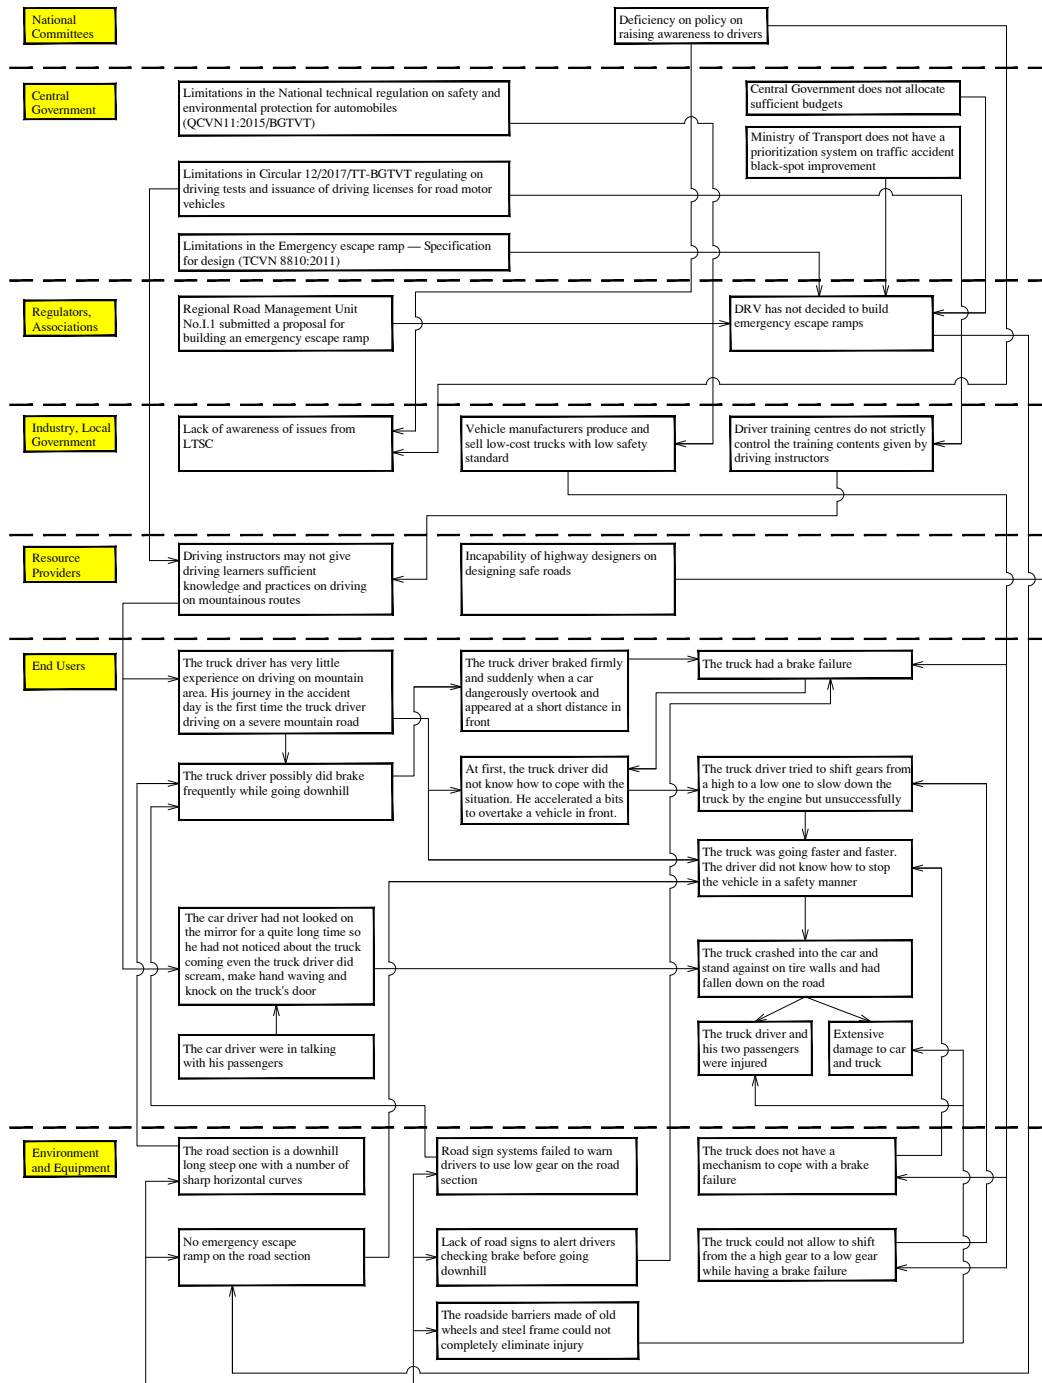 National
Committees
Deficiency on policy on
raising awareness to drivers
Central
Government
Limitations in the National technical regulation on safety and
environmental protection for automobiles
(QCVN11:2015/BGTVT)
Central Government does not allocate
sufficient budgets
Ministry of Transport does not have a
prioritization system on traffic accident
black-spot improvement
Limitations in Circular 12/2017/TT-BGTVT regulating on
driving tests and issuance of driving licenses for road motor
vehicles
Limitations in the Emergency escape ramp — Specification
for design (TCVN 8810:2011)
Regulators,
Associations
Regional Road Management Unit
No.I.1 submitted a proposal for
building an emergency escape ramp
DRV has not decided to build
emergency escape ramps
Industry, Local
Government
Lack of awareness of issues from
LTSC
Vehicle manufacturers produce and
sell low-cost trucks with low safety
standard
Driver training centres do not strictly
control the training contents given by
driving instructors
Resource
Providers
Driving instructors may not give
driving learners sufficient
knowledge and practices on driving
on mountainous routes
Incapability of highway designers on
designing safe roads
End Users
The truck driver has very little
experience on driving on mountain
area. His journey in the accident
day is the first time the truck driver
driving on a severe mountain road
The truck driver braked firmly
and suddenly when a car
dangerously overtook and
appeared at a short distance in
front
The truck had a brake failure
The truck driver possibly did brake
frequently while going downhill
At first, the truck driver did
not know how to cope with the
situation. He accelerated a bits
to overtake a vehicle in front.
The truck driver tried to shift gears from
a high to a low one to slow down the
truck by the engine but unsuccessfully
The truck was going faster and faster.
The driver did not know how to stop
the vehicle in a safety manner
The car driver had not looked on
the mirror for a quite long time so
he had not noticed about the truck
coming even the truck driver did
scream, make hand waving and
knock on the truck's door
The truck crashed into the car and
stand against on tire walls and had
fallen down on the road
The car driver were in talking
with his passengers
The truck driver and
his two passengers
were injured
Extensive
damage to car
and truck
Environment
and Equipment
The road section is a downhill
long steep one with a number of
sharp horizontal curves
Road sign systems failed to warn
drivers to use low gear on the road
section
The truck does not have a
mechanism to cope with a brake
failure
No emergency escape
ramp on the road section
Lack of road signs to alert drivers
checking brake before going
downhill
The truck could not allow to shift
from the a high gear to a low gear
while having a brake failure
The roadside barriers made of old
wheels and steel frame could not
completely eliminate injury